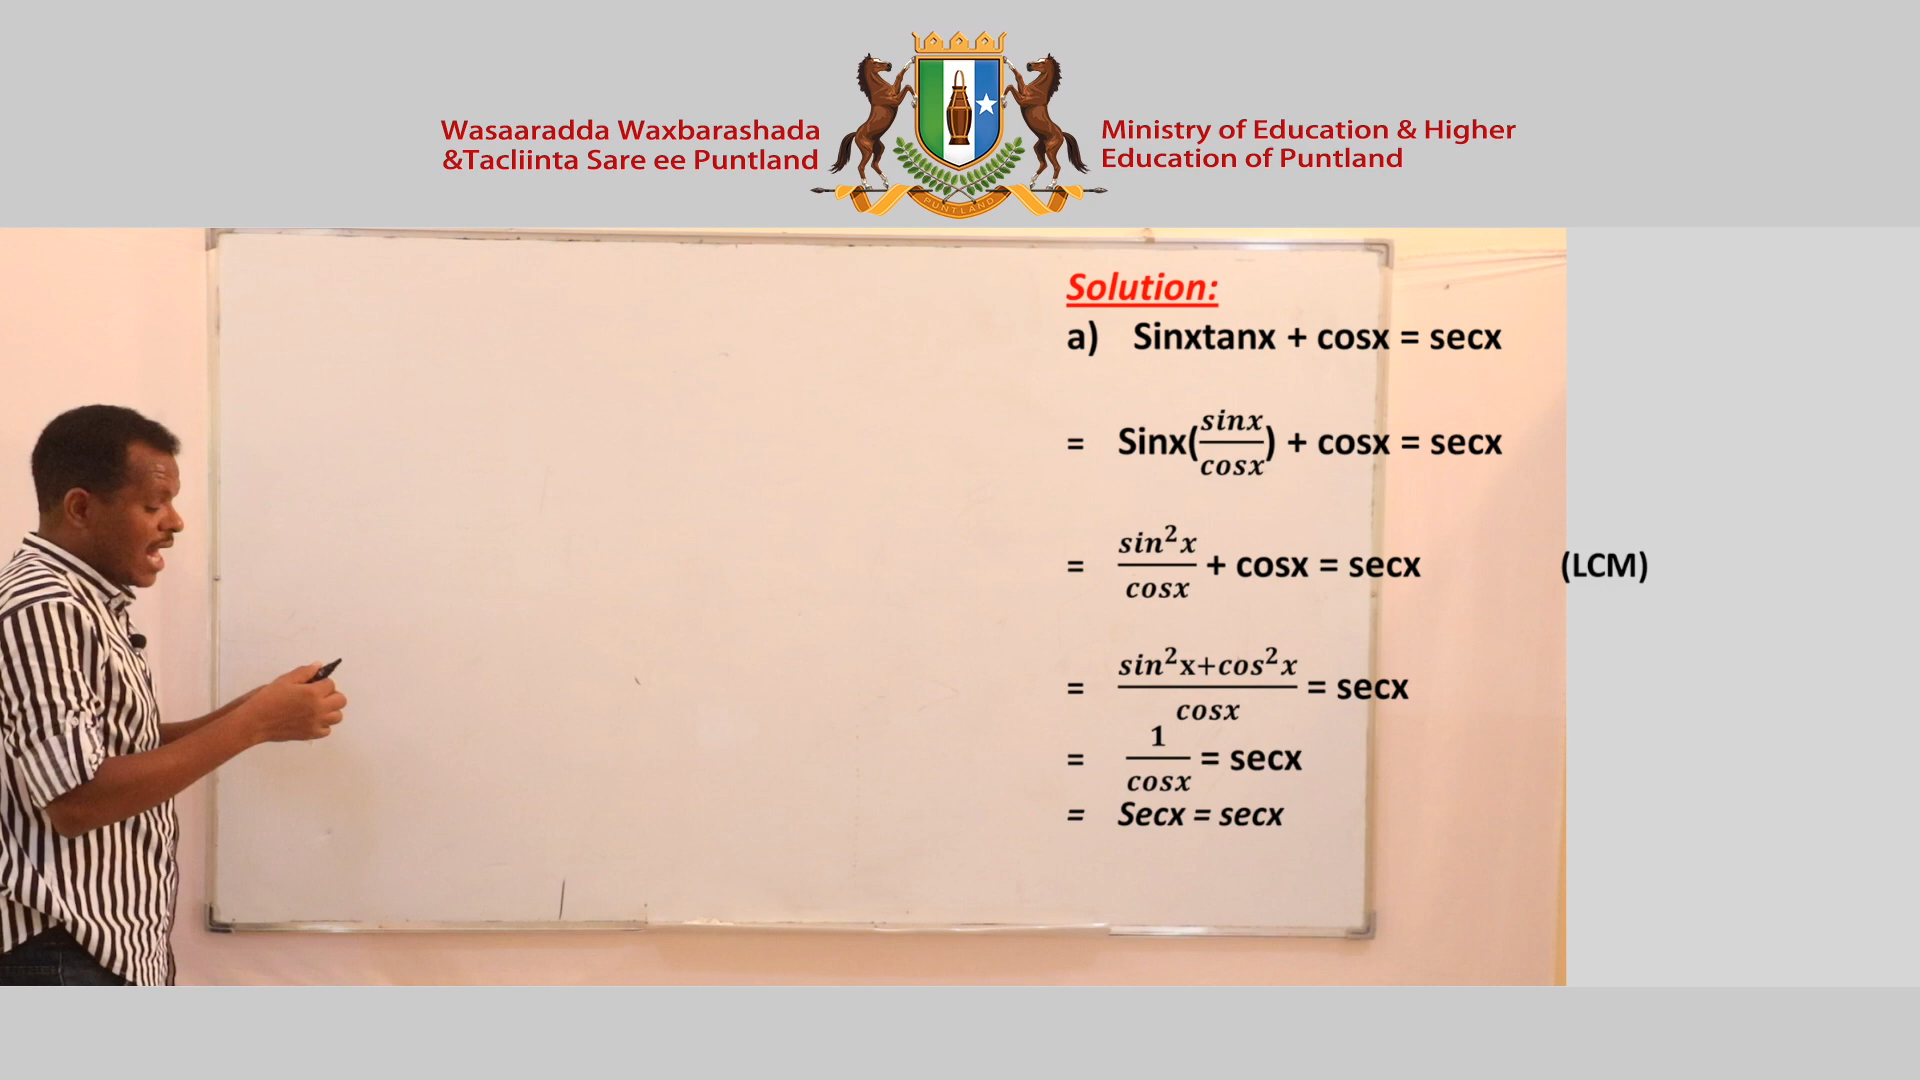 Wasaaradda Waxbarashada
&Tacliinta Sare ee Puntland
PUNTLAND
Ministry of Education & Higher
Education of Puntland
Solution:
a) Sinxtanx + cosx = secx
= Sinx(sinx/cosx) + cosx = secx
= sin²x/cosx + cosx = secx (LCM)
= sin²x+cos²x/cosx = secx
= 1/cosx = secx
= Secx = secx